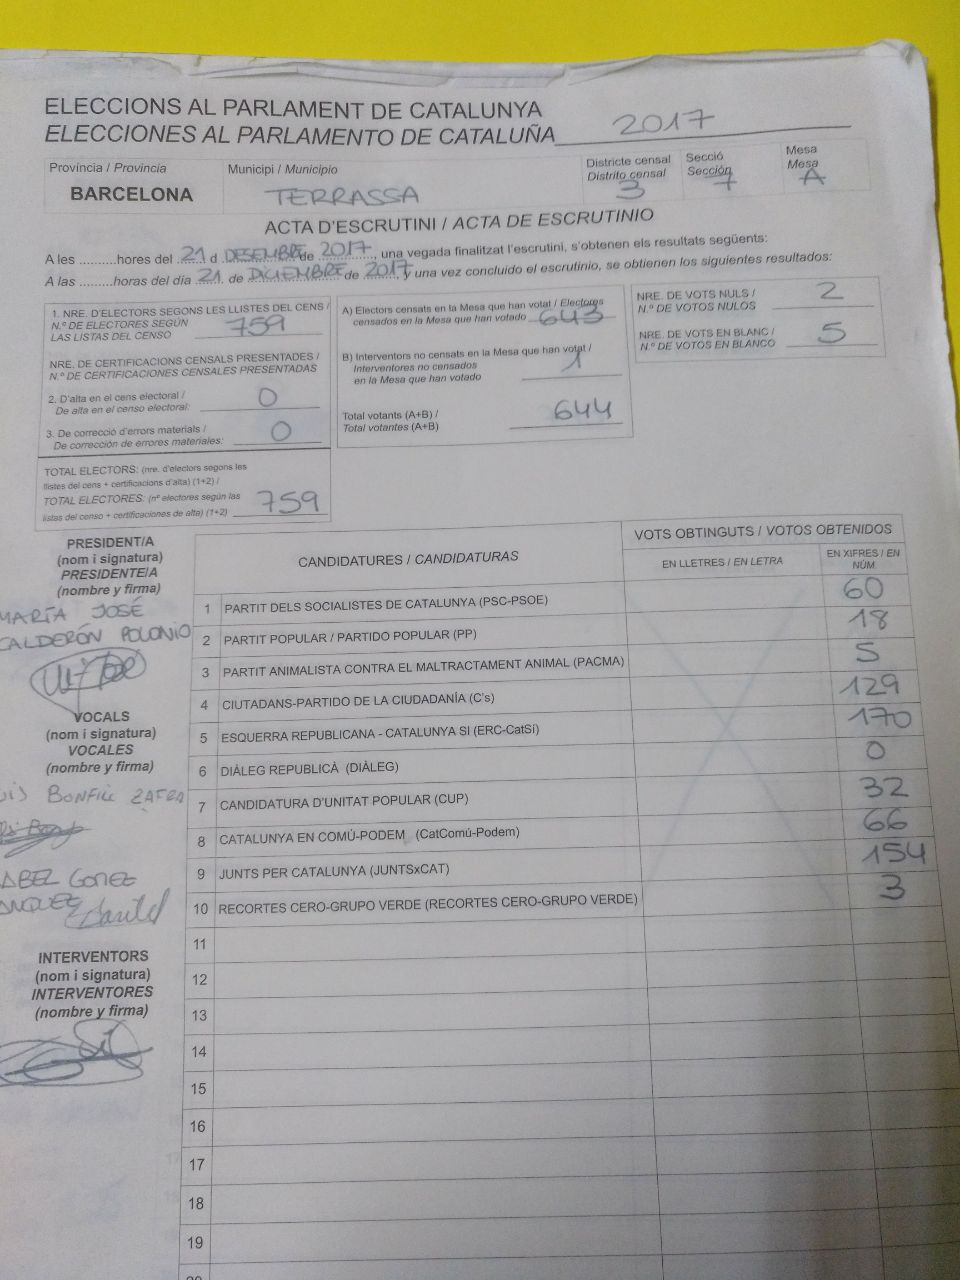 ELECCIONS AL PARLAMENT DE CATALUNYA
ELECCIONES AL PARLAMENTO DE CATALUÑA 2017
Província / Provincia
BARCELONA
Municipi / Municipio
TERRASSA
Districte censal
Distrito censal
3
Secció
Sección
7
Mesa
Mesa
A
ACTA D'ESCRUTINI / ACTA DE ESCRUTINIO
A les .........hores del 21 d DESEMBRE de 2017, una vegada finalitzat l'escrutini, s'obtenen els resultats següents:
A las .........horas del día 21 de DICIEMBRE de 2017 y una vez concluido el escrutinio, se obtienen los siguientes resultados:
1. NRE. D'ELECTORS SEGONS LES LLISTES DEL CENS /
N.º DE ELECTORES SEGÚN
LAS LISTAS DEL CENSO 759
NRE. DE CERTIFICACIONS CENSALS PRESENTADES /
N.º DE CERTIFICACIONES CENSALES PRESENTADAS
2. D'alta en el cens electoral /
De alta en el censo electoral: 0
3. De correcció d'errors materials /
De corrección de errores materiales: 0
TOTAL ELECTORS: (nre. d'electors segons les
llistes del cens + certificacions d'alta) (1+2) /
TOTAL ELECTORES: (nº electores según las
listas del censo + certificaciones de alta) (1+2) 759
A) Electors censats en la Mesa que han votat / Electores
censados en la Mesa que han votado 643
B) Interventors no censats en la Mesa que han votat /
Interventores no censados
en la Mesa que han votado 1
Total votants (A+B) /
Total votantes (A+B) 644
NRE. DE VOTS NULS /
N.º DE VOTOS NULOS 2
NRE. DE VOTS EN BLANC /
N.º DE VOTOS EN BLANCO 5
PRESIDENT/A
(nom i signatura)
PRESIDENTE/A
(nombre y firma)
MARÍA JOSÉ
CALDERÓN POLONIO
VOCALS
(nom i signatura)
VOCALES
(nombre y firma)
BONFILL ZAFRA
GOMEZ
INTERVENTORS
(nom i signatura)
INTERVENTORES
(nombre y firma)
CANDIDATURES / CANDIDATURAS
VOTS OBTINGUTS / VOTOS OBTENIDOS
EN LLETRES / EN LETRA
EN XIFRES / EN
NÚM.
1 PARTIT DELS SOCIALISTES DE CATALUNYA (PSC-PSOE) 60
2 PARTIT POPULAR / PARTIDO POPULAR (PP) 18
3 PARTIT ANIMALISTA CONTRA EL MALTRACTAMENT ANIMAL (PACMA) 5
4 CIUTADANS-PARTIDO DE LA CIUDADANÍA (C's) 129
5 ESQUERRA REPUBLICANA - CATALUNYA SI (ERC-CatSí) 170
6 DIÀLEG REPUBLICÀ (DIÀLEG) 0
7 CANDIDATURA D'UNITAT POPULAR (CUP) 32
8 CATALUNYA EN COMÚ-PODEM (CatComú-Podem) 66
9 JUNTS PER CATALUNYA (JUNTSxCAT) 154
10 RECORTES CERO-GRUPO VERDE (RECORTES CERO-GRUPO VERDE) 3
11
12
13
14
15
16
17
18
19